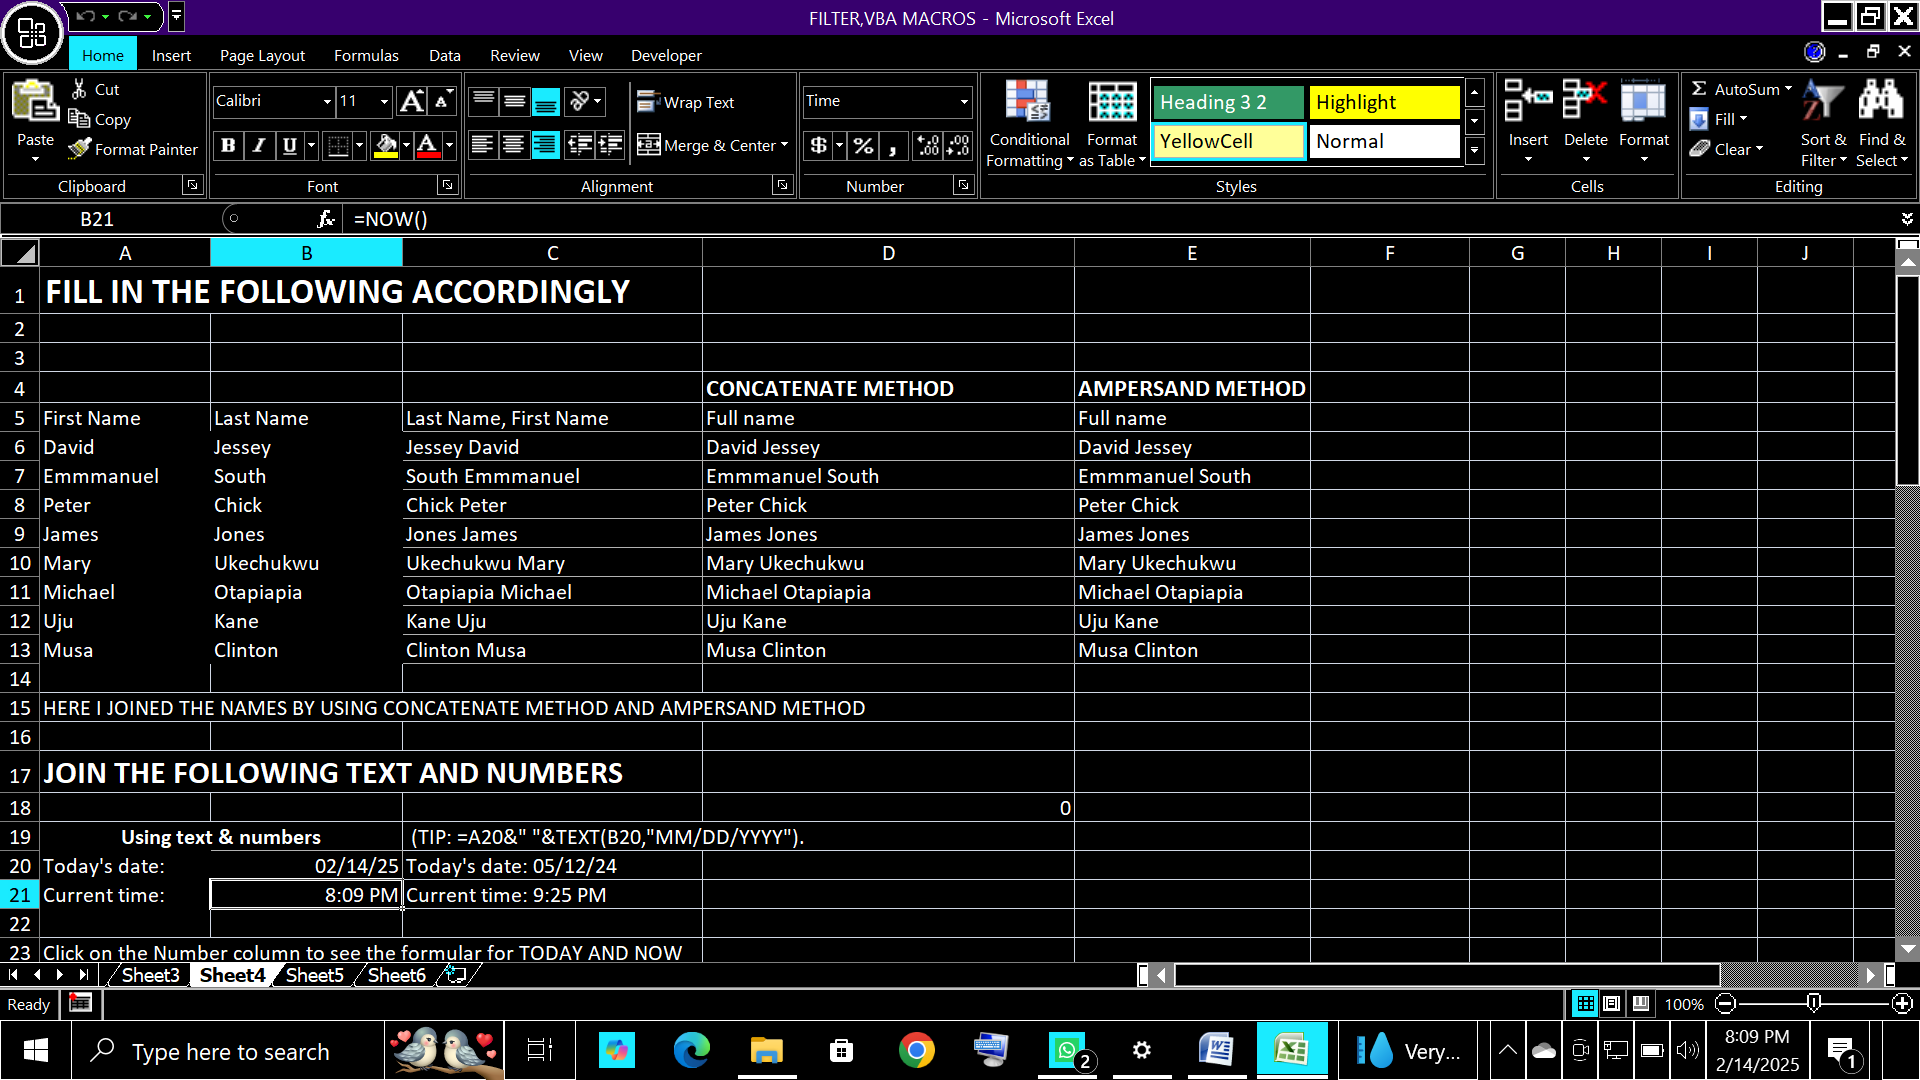 FILTER,VBA MACROS - Microsoft Excel
Home Insert Page Layout Formulas Data Review View Developer
Paste Cut Copy Format Painter
Clipboard
Calibri 11
B I U
Font
Wrap Text
Merge & Center
Alignment
Time
$ % ,
Number
Conditional Formatting Format as Table
Heading 3 2 Highlight
YellowCell Normal
Styles
Insert Delete Format
Cells
Σ AutoSum
Fill
Clear
Sort & Filter Find & Select
Editing
B21 fx =NOW()
A B C D E F G H I J
1 FILL IN THE FOLLOWING ACCORDINGLY
2
3
4 CONCATENATE METHOD AMPERSAND METHOD
5 First Name Last Name Last Name, First Name Full name Full name
6 David Jessey Jessey David David Jessey David Jessey
7 Emmmanuel South South Emmmanuel Emmmanuel South Emmmanuel South
8 Peter Chick Chick Peter Peter Chick Peter Chick
9 James Jones Jones James James Jones James Jones
10 Mary Ukechukwu Ukechukwu Mary Mary Ukechukwu Mary Ukechukwu
11 Michael Otapiapia Otapiapia Michael Michael Otapiapia Michael Otapiapia
12 Uju Kane Kane Uju Uju Kane Uju Kane
13 Musa Clinton Clinton Musa Musa Clinton Musa Clinton
14
15 HERE I JOINED THE NAMES BY USING CONCATENATE METHOD AND AMPERSAND METHOD
16
17 JOIN THE FOLLOWING TEXT AND NUMBERS
18 0
19 Using text & numbers (TIP: =A20&" "&TEXT(B20,"MM/DD/YYYY").
20 Today's date: 02/14/25 Today's date: 05/12/24
21 Current time: 8:09 PM Current time: 9:25 PM
22
23 Click on the Number column to see the formular for TODAY AND NOW
Sheet3 Sheet4 Sheet5 Sheet6
Ready 100%
Type here to search 2 Very... 8:09 PM
2/14/2025 1